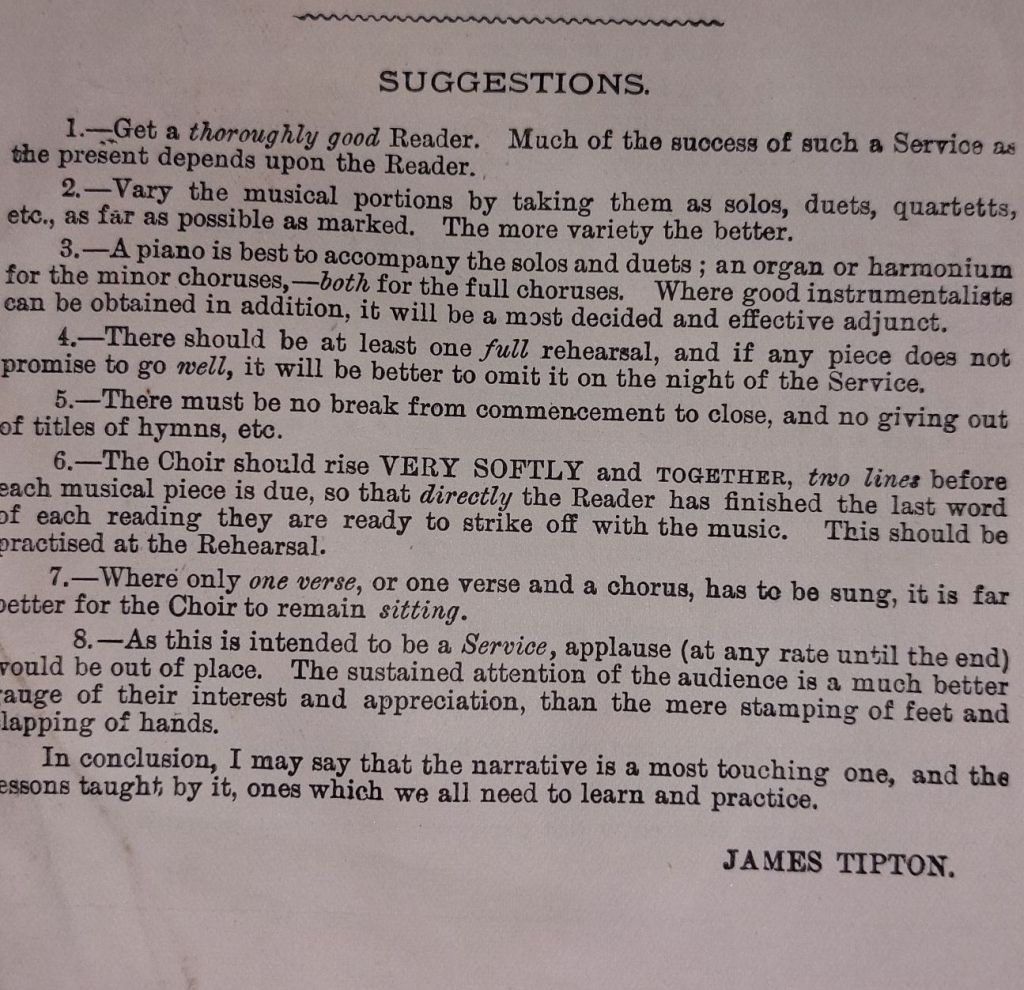 SUGGESTIONS.
1.—Get a thoroughly good Reader. Much of the success of such a Service as
the present depends upon the Reader.
2.—Vary the musical portions by taking them as solos, duets, quartetts,
etc., as far as possible as marked. The more variety the better.
3.—A piano is best to accompany the solos and duets; an organ or harmonium
for the minor choruses,—both for the full choruses. Where good instrumentalists
can be obtained in addition, it will be a most decided and effective adjunct.
4.—There should be at least one full rehearsal, and if any piece does not
promise to go well, it will be better to omit it on the night of the Service.
5.—There must be no break from commencement to close, and no giving out
of titles of hymns, etc.
6.—The Choir should rise VERY SOFTLY and TOGETHER, two lines before
each musical piece is due, so that directly the Reader has finished the last word
of each reading they are ready to strike off with the music. This should be
practised at the Rehearsal.
7.—Where only one verse, or one verse and a chorus, has to be sung, it is far
better for the Choir to remain sitting.
8.—As this is intended to be a Service, applause (at any rate until the end)
would be out of place. The sustained attention of the audience is a much better
auge of their interest and appreciation, than the mere stamping of feet and
lapping of hands.
In conclusion, I may say that the narrative is a most touching one, and the
essons taught by it, ones which we all need to learn and practice.
JAMES TIPTON.